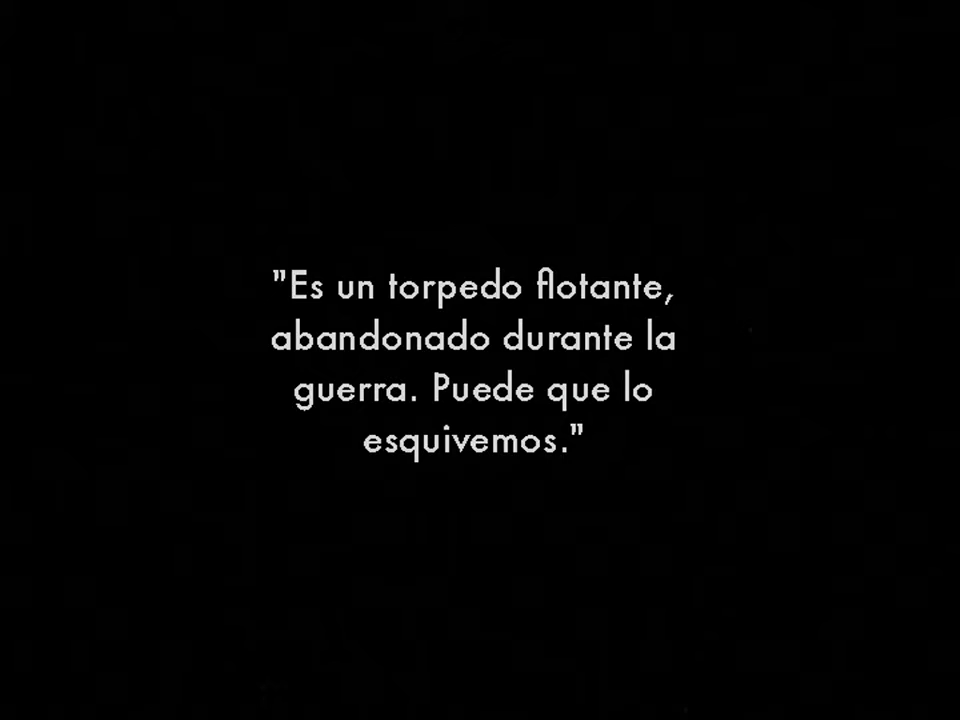 "Es un torpedo flotante,
abandonado durante la
guerra. Puede que lo
esquivemos."